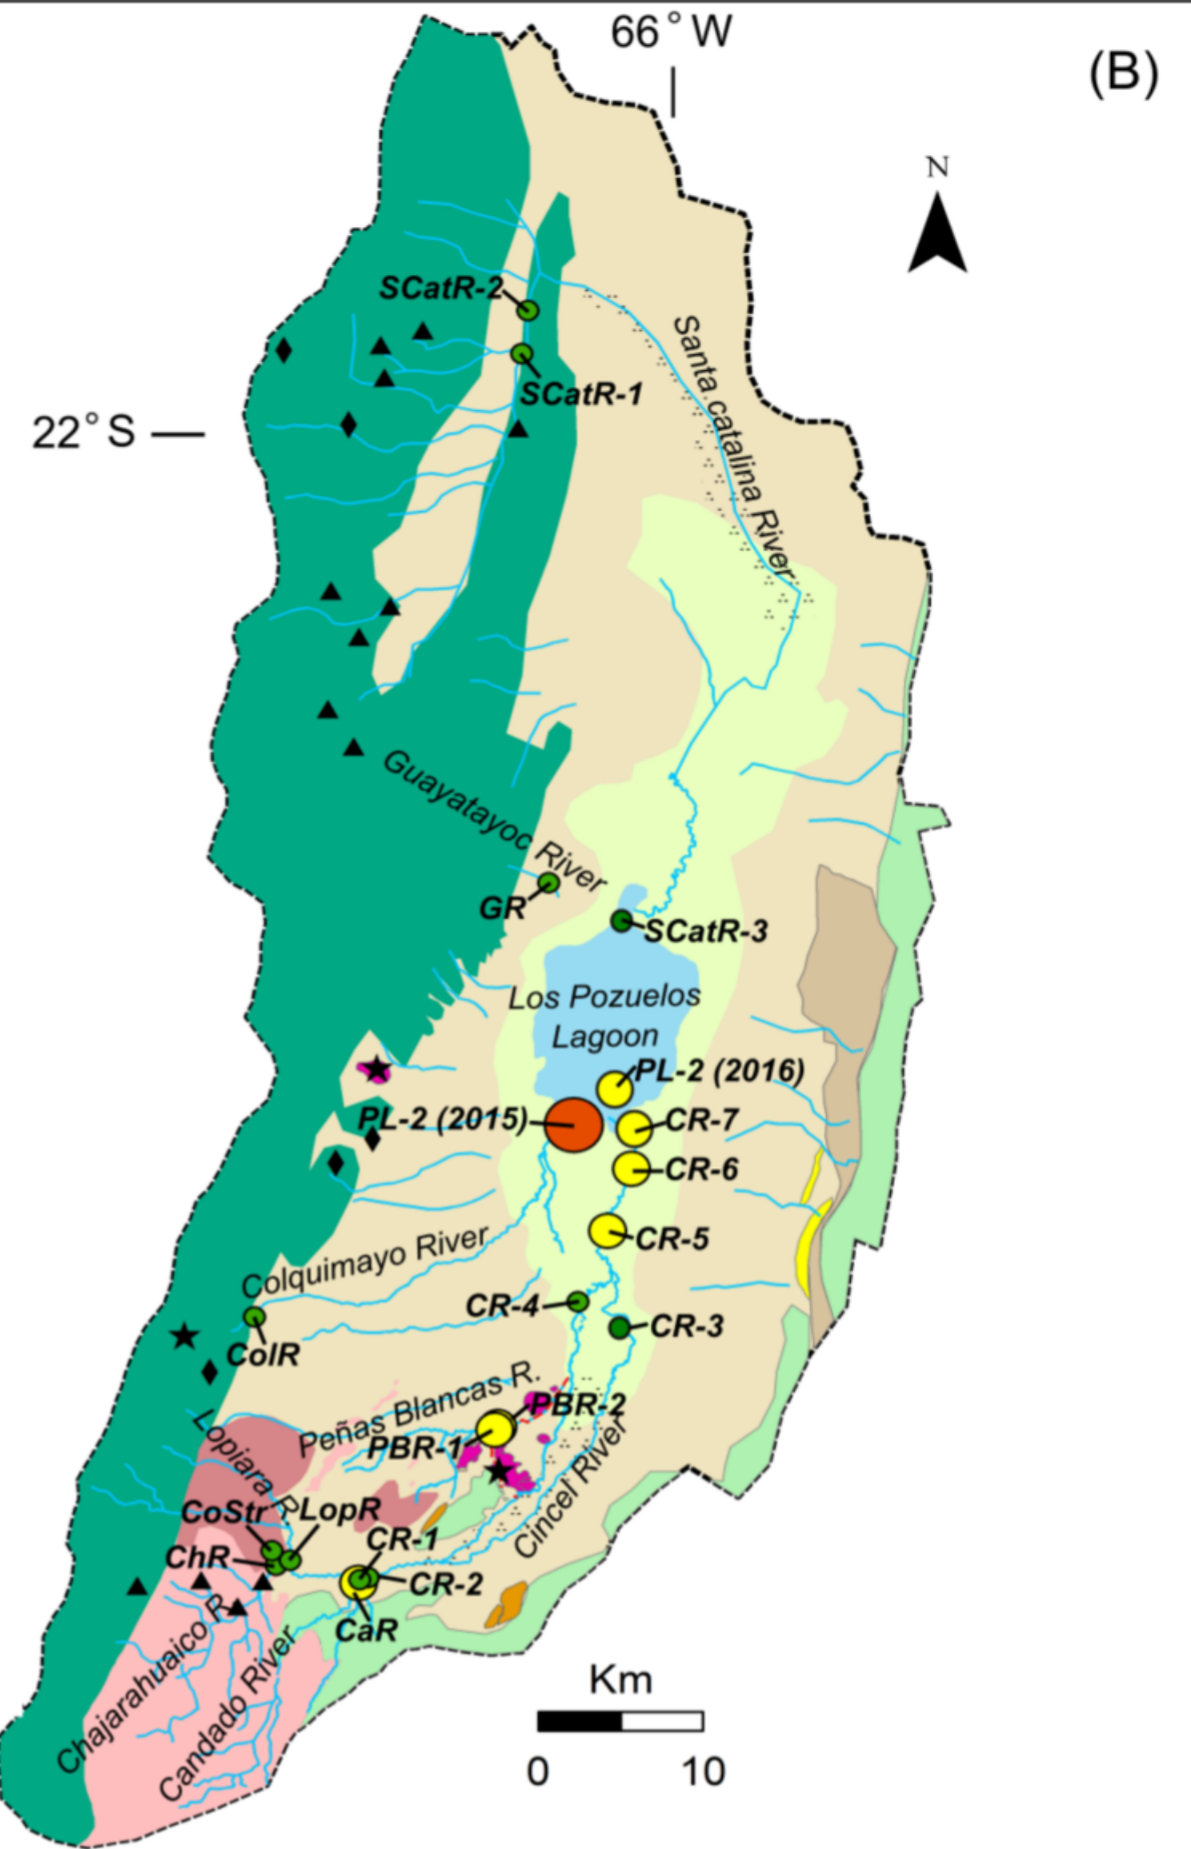 66° W
(B)
N
SCatR-2
SCatR-1
Santa catalina River
22° S
Guayatayoc River
GR
SCatR-3
Los Pozuelos
Lagoon
PL-2 (2016)
PL-2 (2015)
CR-7
CR-6
CR-5
Colquimayo River
CR-4
CR-3
ColR
Peñas Blancas R.
PBR-2
PBR-1
Lopiara R.
Cincel River
CoStr
LopR
CR-1
ChR
CR-2
CaR
Chajarahuaico R.
Candado River
Km
0 10